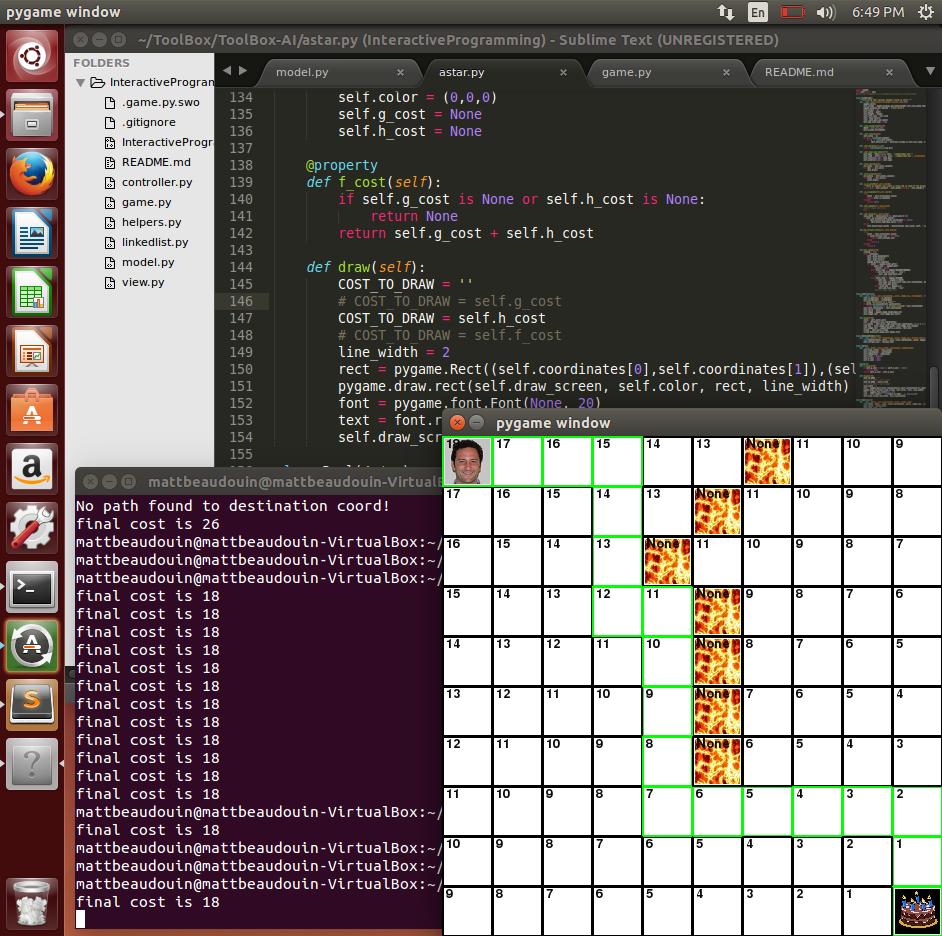 pygame window
En
6:49 PM
~/ToolBox/ToolBox-AI/astar.py (InteractiveProgramming) - Sublime Text (UNREGISTERED)
FOLDERS
InteractiveProgran
.game.py.swo
.gitignore
InteractiveProgr
README.md
controller.py
game.py
helpers.py
linkedlist.py
model.py
view.py
model.py × astar.py × game.py × README.md ×
134 self.color = (0,0,0)
135 self.g_cost = None
136 self.h_cost = None
137
138 @property
139 def f_cost(self):
140 if self.g_cost is None or self.h_cost is None:
141 return None
142 return self.g_cost + self.h_cost
143
144 def draw(self):
145 COST_TO_DRAW = ''
146 # COST_TO_DRAW = self.g_cost
147 COST_TO_DRAW = self.h_cost
148 # COST_TO_DRAW = self.f_cost
149 line_width = 2
150 rect = pygame.Rect((self.coordinates[0],self.coordinates[1]),(sel
151 pygame.draw.rect(self.draw_screen, self.color, rect, line_width)
152 font = pygame.font.Font(None, 20)
153 text = font.r
154 self.draw_scr
155
mattbeaudouin@mattbeaudouin-VirtualB
No path found to destination coord!
final cost is 26
mattbeaudouin@mattbeaudouin-VirtualBox:~/
mattbeaudouin@mattbeaudouin-VirtualBox:~/
mattbeaudouin@mattbeaudouin-VirtualBox:~/
final cost is 18
final cost is 18
final cost is 18
final cost is 18
final cost is 18
final cost is 18
final cost is 18
final cost is 18
final cost is 18
final cost is 18
final cost is 18
final cost is 18
mattbeaudouin@mattbeaudouin-VirtualBox:~/
final cost is 18
mattbeaudouin@mattbeaudouin-VirtualBox:~/
mattbeaudouin@mattbeaudouin-VirtualBox:~/
mattbeaudouin@mattbeaudouin-VirtualBox:~/
final cost is 18
pygame window
18 17 16 15 14 13 None 11 10 9
17 16 15 14 13 None 11 10 9 8
16 15 14 13 None 11 10 9 8 7
15 14 13 12 11 None 9 8 7 6
14 13 12 11 10 None 8 7 6 5
13 12 11 10 9 None 7 6 5 4
12 11 10 9 8 None 6 5 4 3
11 10 9 8 7 6 5 4 3 2
10 9 8 7 6 5 4 3 2 1
9 8 7 6 5 4 3 2 1